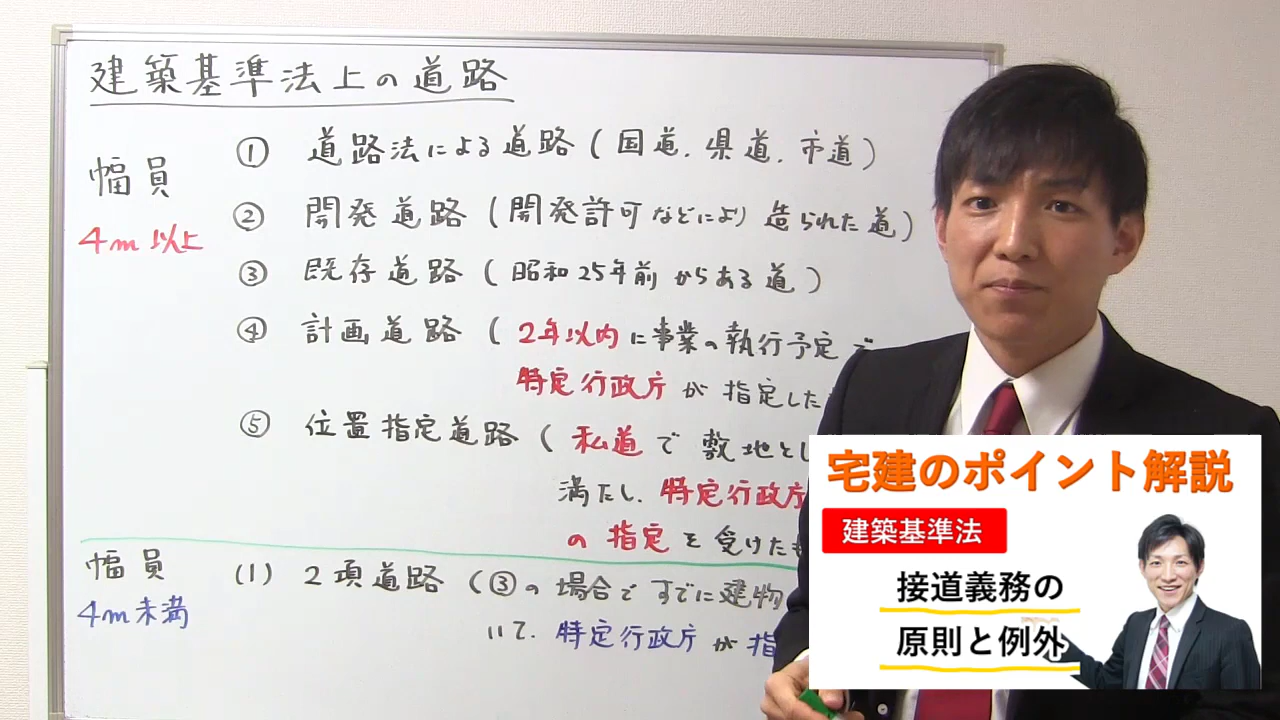 建築基準法上の道路
幅員
4m以上
① 道路法による道路(国道.県道.市道)
② 開発道路(開発許可などにより造られた道)
③ 既存道路(昭和25年前からある道)
④ 計画道路(2年以内に事業の執行予定で
特定行政庁が指定した
⑤ 位置指定道路(私道で敷地とし
満たし.特定行政庁
の指定を受けたも
幅員
4m未満
(1) 2項道路(③の場合ですでに建物
いて.特定行政庁が指
宅建のポイント解説
建築基準法
接道義務の
原則と例外